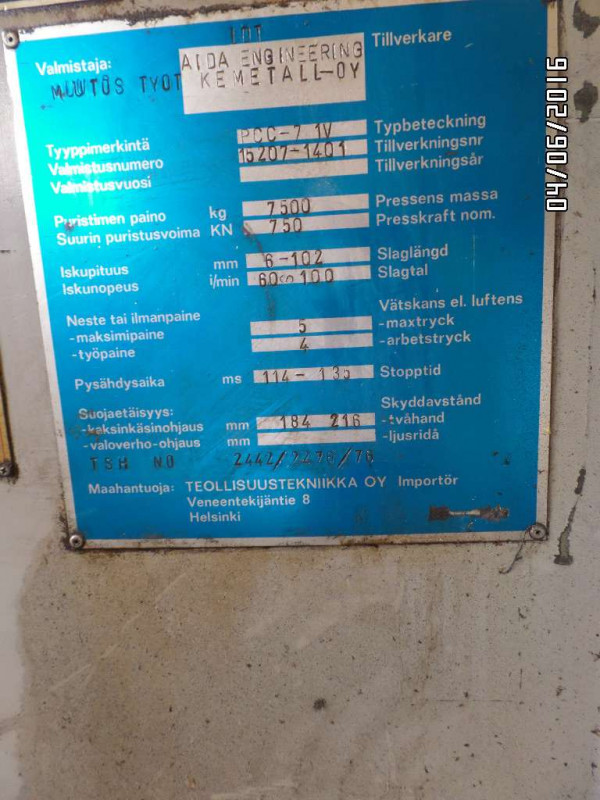 Valmistaja: AIDA ENGINEERING Tillverkare
MUUTOS TYÖT KEMETALL-OY
Tyyppimerkintä Typbeteckning
Valmistusnumero 15207-1401 Tillverkningsnr
Valmistusvuosi Tillverkningsår
Puristimen paino kg 7500 Pressens massa
Suurin puristusvoima KN 750 Presskraft nom.
Iskupituus mm 6-102 Slaglängd
Iskunopeus i/min 60 100 Slagtal
Neste tai ilmanpaine Vätskans el. luftens
-maksimipaine 5 -maxtryck
-työpaine 4 -arbetstryck
Pysähdysaika ms 114- Stopptid
Suojaetäisyys: Skyddavstånd
-kaksinkäsinohjaus mm 184 216 -tvåhand
-valoverho-ohjaus mm -ljusridå
TSH NO
Maahantuoja: TEOLLISUUSTEKNIIKKA OY Importör
Veneentekijäntie 8
Helsinki
04/06/2016